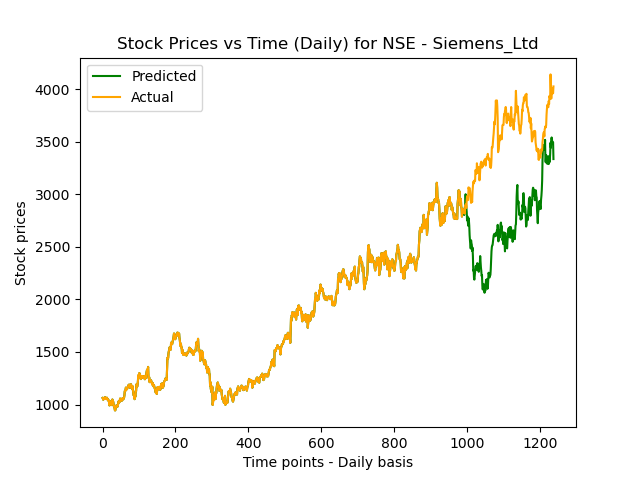 Stock Prices vs Time (Daily) for NSE - Siemens_Ltd
Predicted
Actual
4000
3500
3000
2500
2000
1500
1000
Stock prices
0 200 400 600 800 1000 1200
Time points - Daily basis